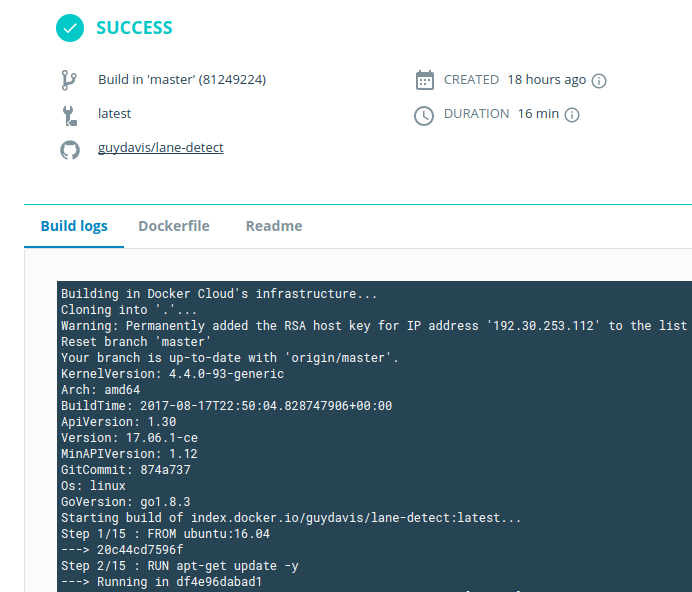 SUCCESS
Build in 'master' (81249224)
CREATED 18 hours ago
latest
DURATION 16 min
guydavis/lane-detect
Build logs Dockerfile Readme
Building in Docker Cloud's infrastructure...
Cloning into '.'...
Warning: Permanently added the RSA host key for IP address '192.30.253.112' to the list
Reset branch 'master'
Your branch is up-to-date with 'origin/master'.
KernelVersion: 4.4.0-93-generic
Arch: amd64
BuildTime: 2017-08-17T22:50:04.828747906+00:00
ApiVersion: 1.30
Version: 17.06.1-ce
MinAPIVersion: 1.12
GitCommit: 874a737
Os: linux
GoVersion: go1.8.3
Starting build of index.docker.io/guydavis/lane-detect:latest...
Step 1/15 : FROM ubuntu:16.04
---> 20c44cd7596f
Step 2/15 : RUN apt-get update -y
---> Running in df4e96dabad1